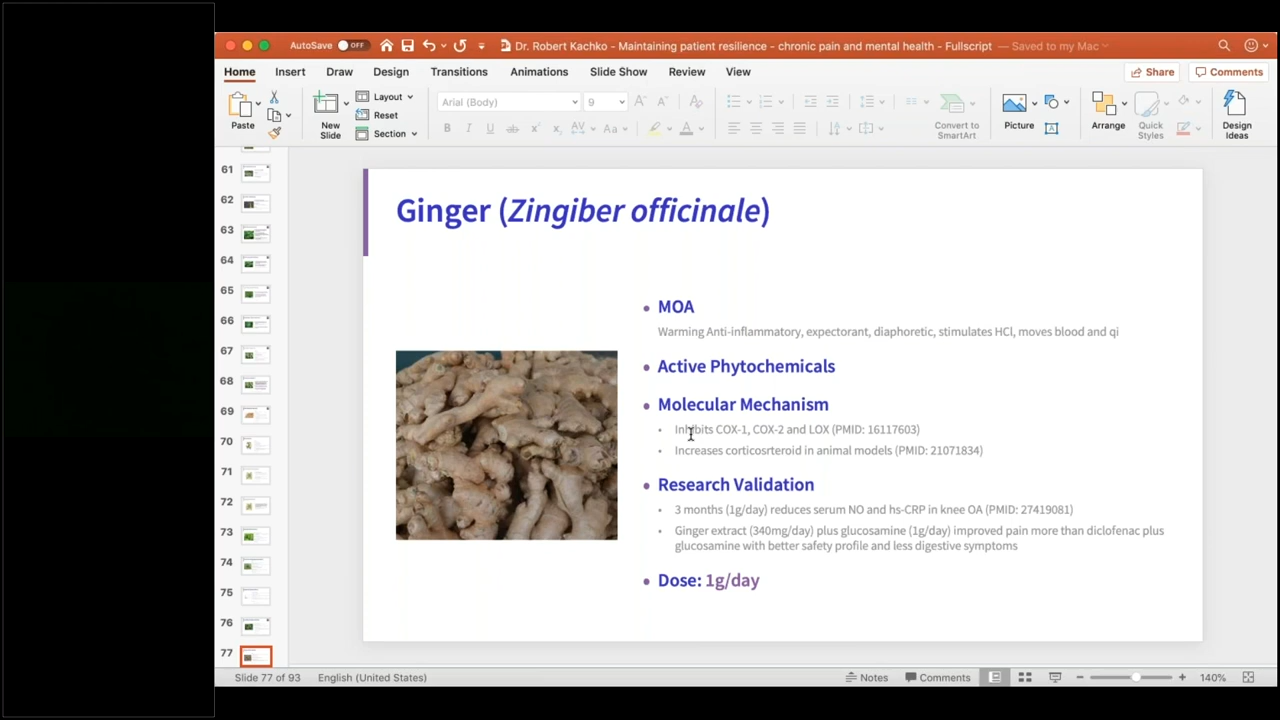 AutoSave OFF
Dr. Robert Kachko - Maintaining patient resilience - chronic pain and mental health - Fullscript — Saved to my Mac
Home Insert Draw Design Transitions Animations Slide Show Review View Share Comments
Paste
New Slide
Layout
Reset
Section
Arial (Body) 9
Convert to SmartArt
Picture
Arrange
Quick Styles
Design Ideas
61
62
63
64
65
66
67
68
69
70
71
72
73
74
75
76
77
Ginger (Zingiber officinale)
• MOA
Warming Anti-inflammatory, expectorant, diaphoretic, stimulates HCl, moves blood and qi
• Active Phytochemicals
• Molecular Mechanism
• Inhibits COX-1, COX-2 and LOX (PMID: 16117603)
• Increases corticosrteroid in animal models (PMID: 21071834)
• Research Validation
• 3 months (1g/day) reduces serum NO and hs-CRP in knee OA (PMID: 27419081)
• Ginger extract (340mg/day) plus glucosamine (1g/day) improved pain more than diclofenac plus
glucosamine with better safety profile and less digestive symptoms
• Dose: 1g/day
Slide 77 of 93 English (United States) Notes Comments 140%